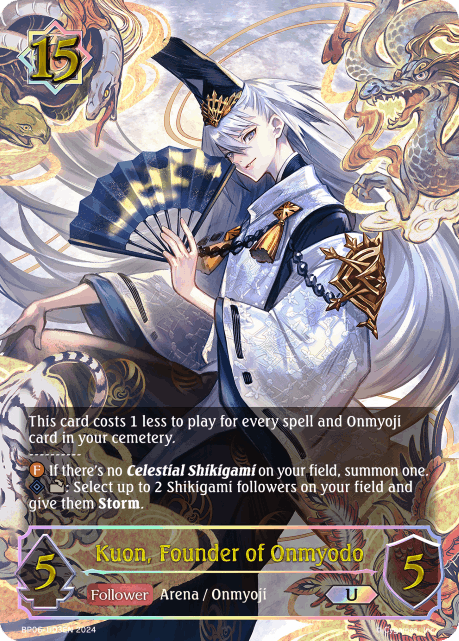 15
This card costs 1 less to play for every spell and Onmyoji
card in your cemetery.
----------
F If there's no Celestial Shikigami on your field, summon one.
: Select up to 2 Shikigami followers on your field and
give them Storm.
Kuon, Founder of Onmyodo
5
5
Follower Arena / Onmyoji
U
2024